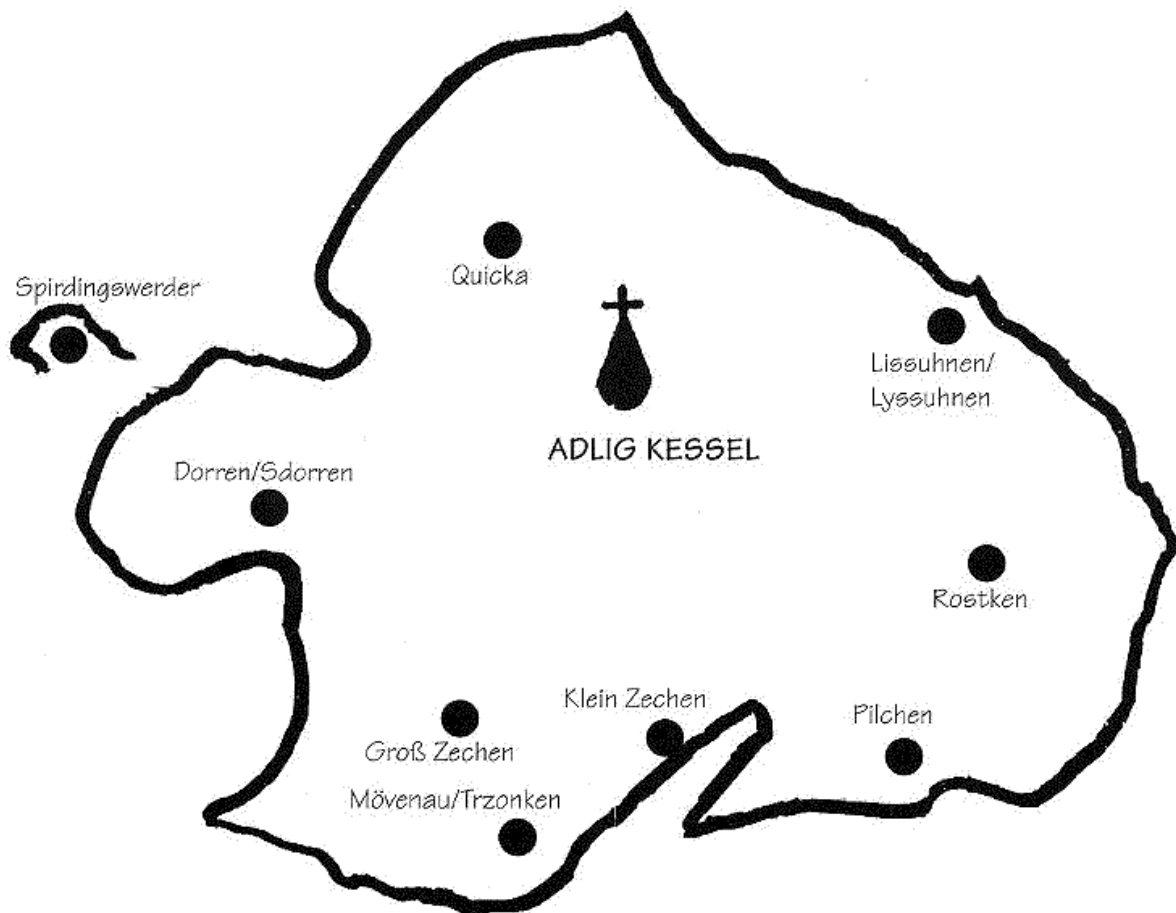 Quicka
Spirdingswerder
Lissuhnen/
Lyssuhnen
ADLIG KESSEL
Dorren/Sdorren
Rostken
Klein Zechen
Pilchen
Groß Zechen
Mövenau/Trzonken